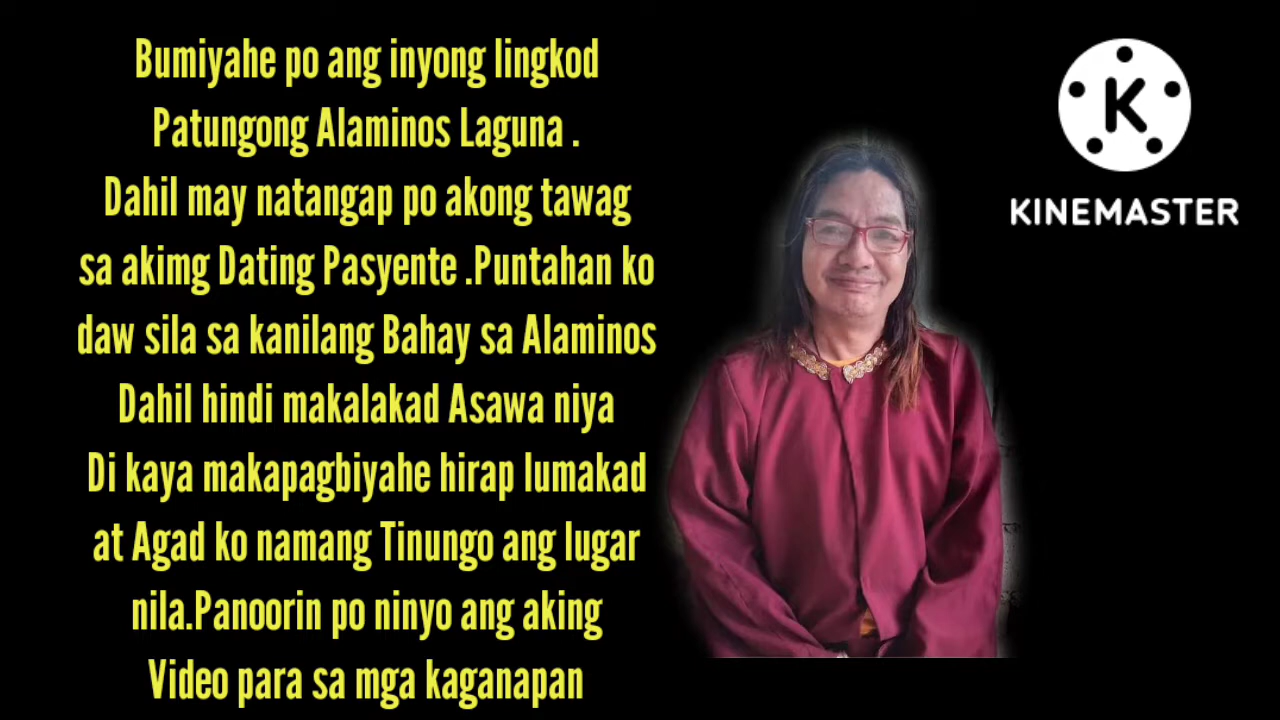 Bumiyahe po ang inyong lingkod
Patungong Alaminos Laguna .
Dahil may natangap po akong tawag
sa akimg Dating Pasyente .Puntahan ko
daw sila sa kanilang Bahay sa Alaminos
Dahil hindi makalakad Asawa niya
Di kaya makapagbiyahe hirap lumakad
at Agad ko namang Tinungo ang lugar
nila.Panoorin po ninyo ang aking
Video para sa mga kaganapan
K
KINEMASTER